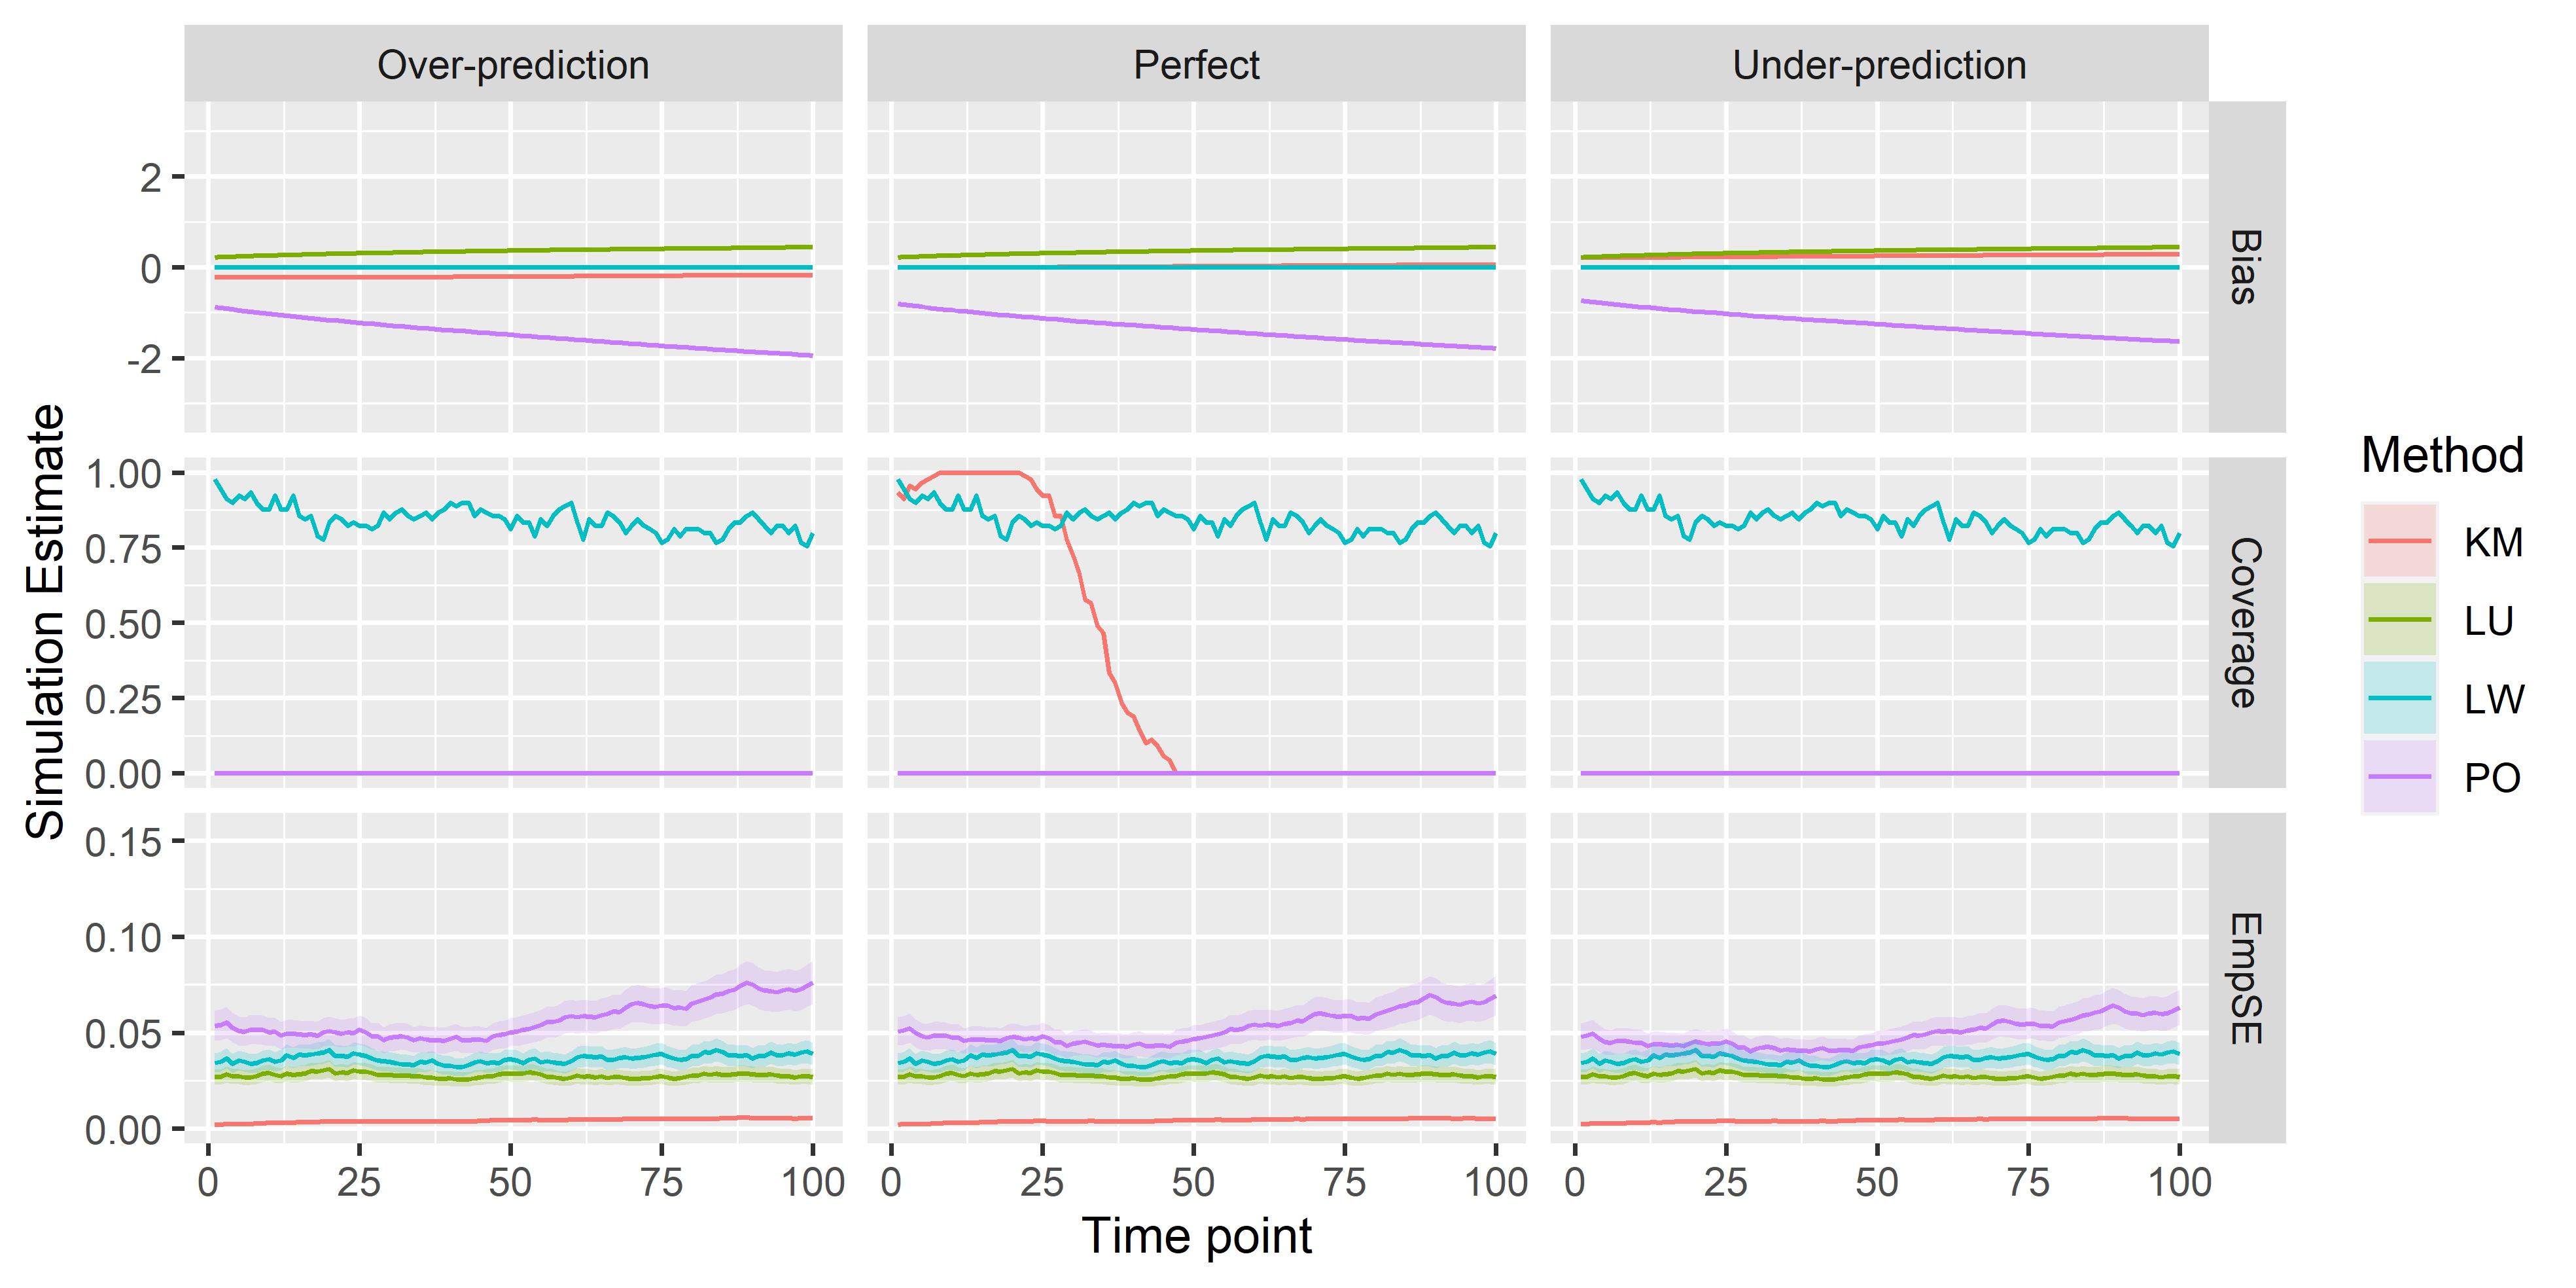 Over-prediction Perfect Under-prediction
2
0
-2
Bias
1.00
0.75
0.50
0.25
0.00
Coverage
0.15
0.10
0.05
0.00
EmpSE
Simulation Estimate
0 25 50 75 100 0 25 50 75 100 0 25 50 75 100
Time point
Method
KM
LU
LW
PO